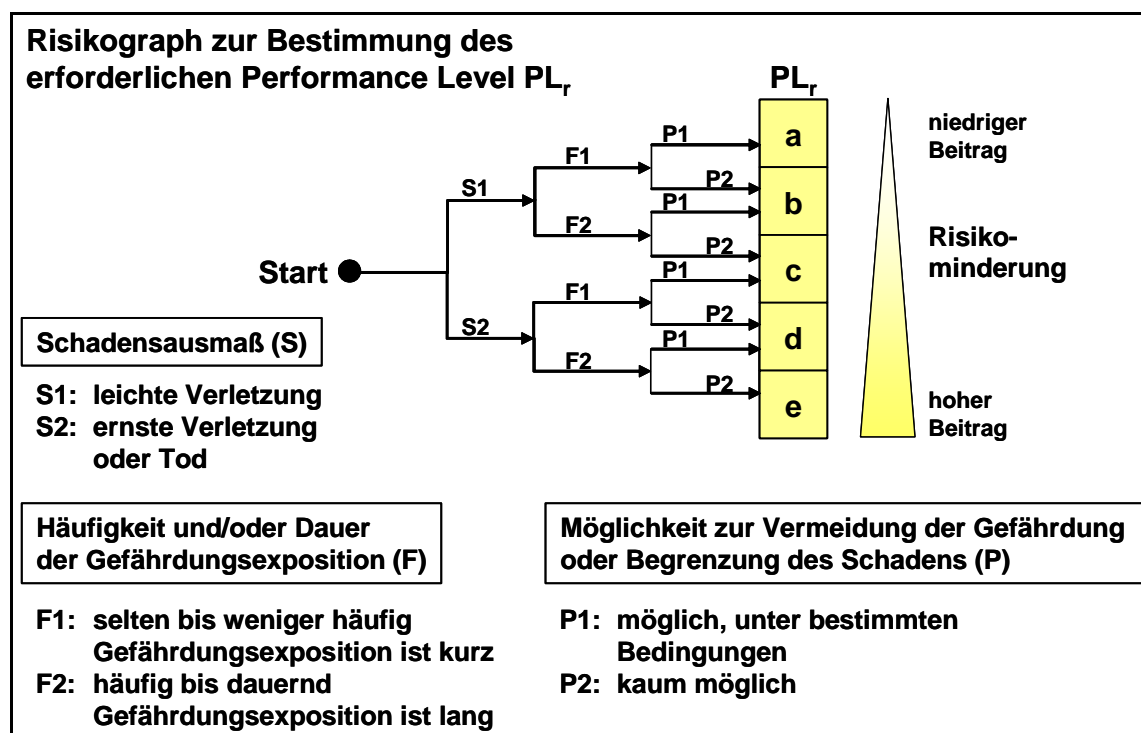 Risikograph zur Bestimmung des
erforderlichen Performance Level PLr
PLr
P1
a
niedriger
Beitrag
F1
P2
S1
P1
b
F2
Risiko-
minderung
P2
c
Start
P1
F1
P2
S2
P1
d
F2
P2
e
hoher
Beitrag
Schadensausmaß (S)
S1: leichte Verletzung
S2: ernste Verletzung
oder Tod
Häufigkeit und/oder Dauer
der Gefährdungsexposition (F)
F1: selten bis weniger häufig
Gefährdungsexposition ist kurz
F2: häufig bis dauernd
Gefährdungsexposition ist lang
Möglichkeit zur Vermeidung der Gefährdung
oder Begrenzung des Schadens (P)
P1: möglich, unter bestimmten
Bedingungen
P2: kaum möglich